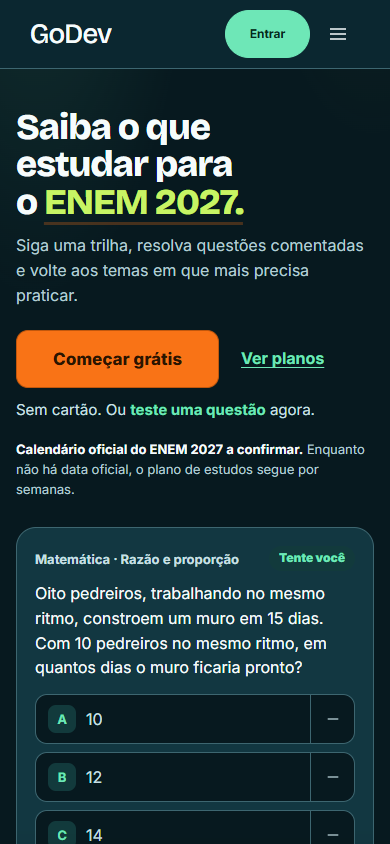 GoDev
Entrar
Saiba o que
estudar para
o ENEM 2027.
Siga uma trilha, resolva questões comentadas
e volte aos temas em que mais precisa
praticar.
Começar grátis
Ver planos
Sem cartão. Ou teste uma questão agora.
Calendário oficial do ENEM 2027 a confirmar. Enquanto
não há data oficial, o plano de estudos segue por
semanas.
Matemática · Razão e proporção
Tente você
Oito pedreiros, trabalhando no mesmo
ritmo, constroem um muro em 15 dias.
Com 10 pedreiros no mesmo ritmo, em
quantos dias o muro ficaria pronto?
A 10
B 12
C 14